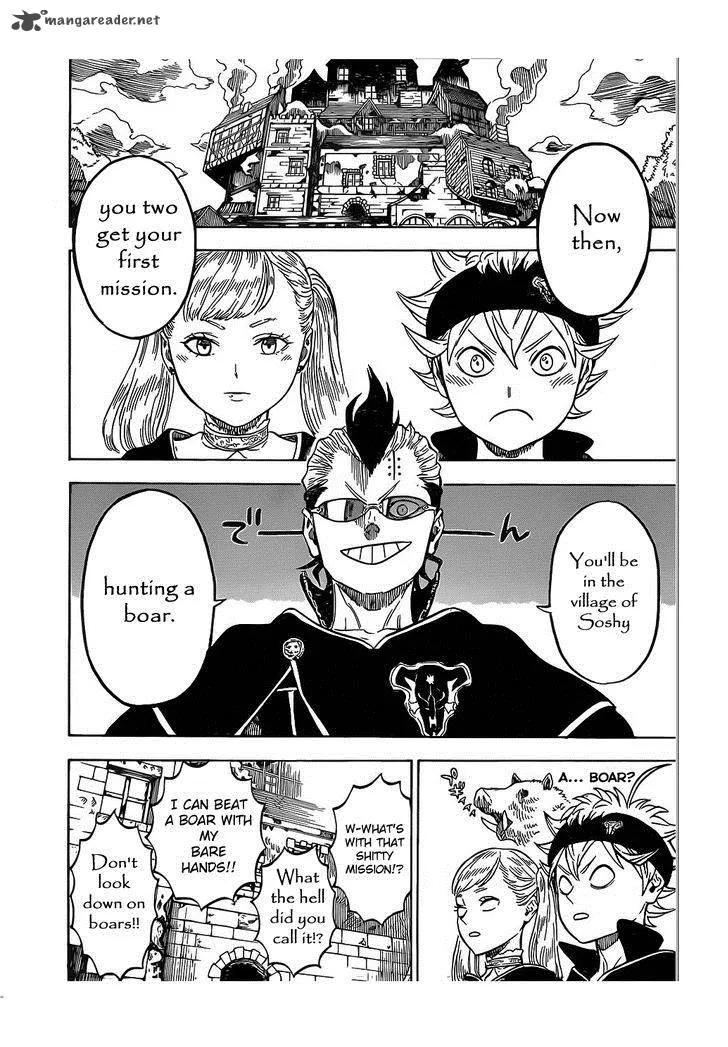 mangareader.net
Now
then,
you two
get your
first
mission.
You'll be
in the
village of
Soshy
で
ん
hunting a
boar.
A... BOAR?
W-WHAT'S
WITH THAT
SHITTY
MISSION!?
What
the hell
did you
call it!?
I CAN BEAT
A BOAR WITH
MY
BARE
HANDS!!
Don't
look
down on
boars!!